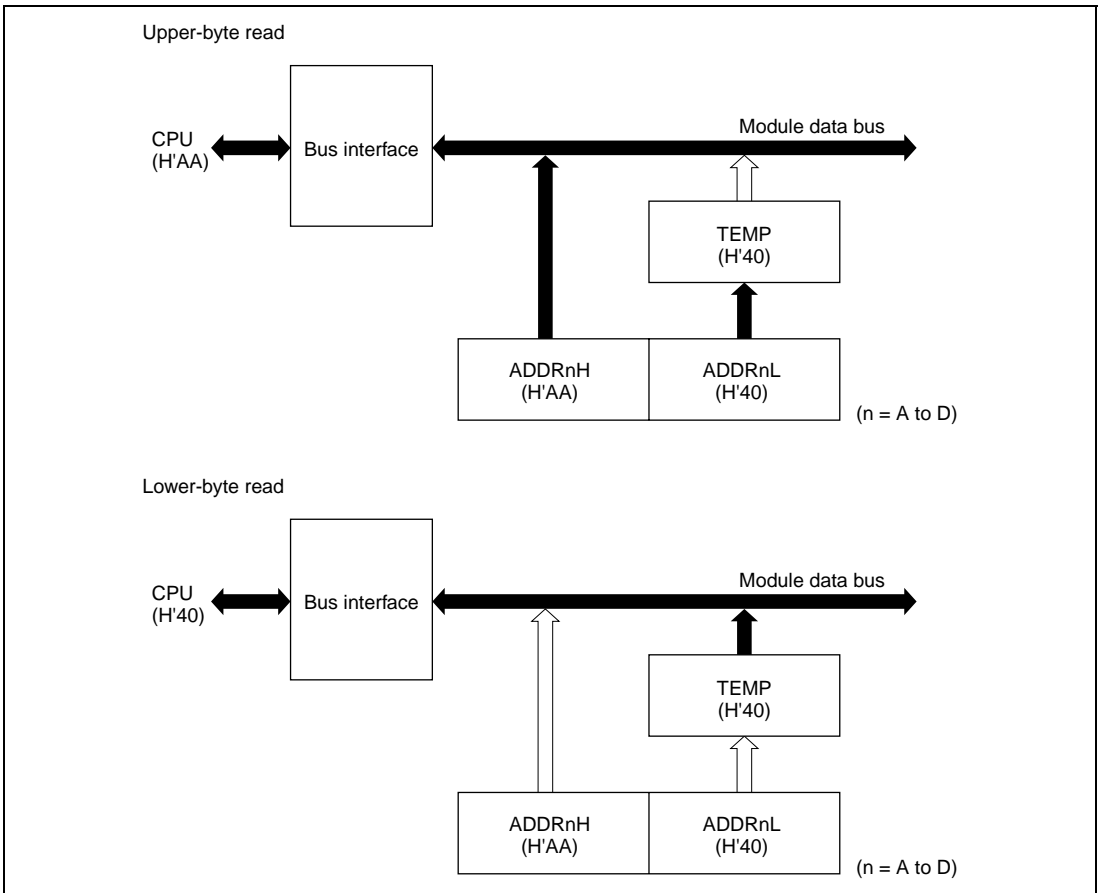 Upper-byte read
CPU
(H'AA)
Bus interface
Module data bus
TEMP
(H'40)
ADDRnH
(H'AA)
ADDRnL
(H'40)
(n = A to D)
Lower-byte read
CPU
(H'40)
Bus interface
Module data bus
TEMP
(H'40)
ADDRnH
(H'AA)
ADDRnL
(H'40)
(n = A to D)